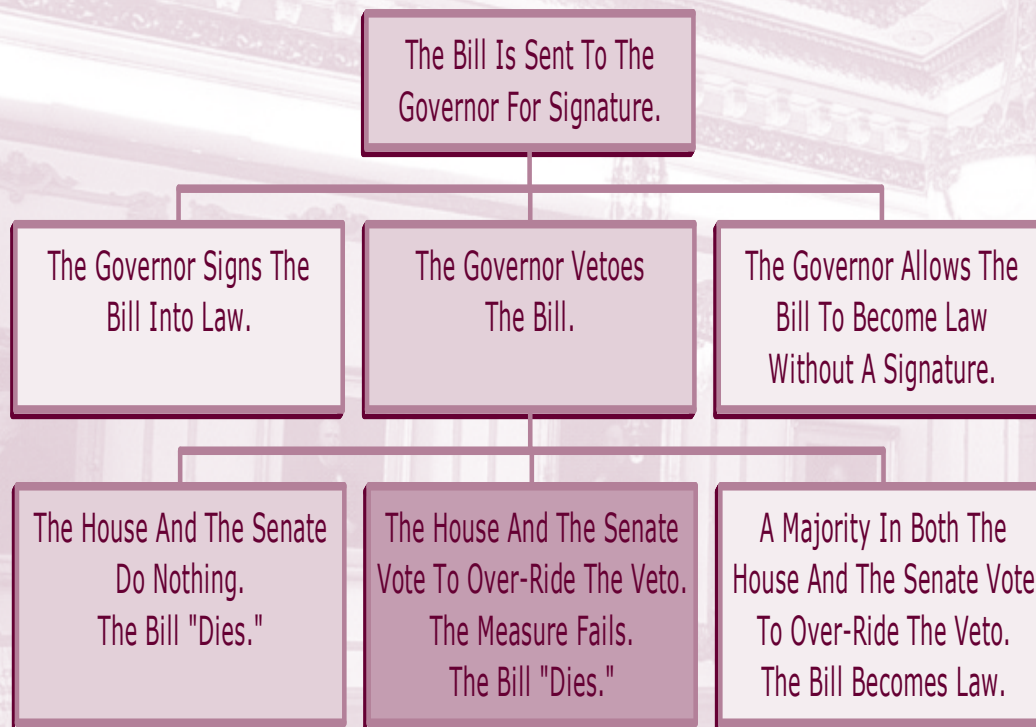 The Bill Is Sent To The
Governor For Signature.
The Governor Signs The
Bill Into Law.
The Governor Vetoes
The Bill.
The Governor Allows The
Bill To Become Law
Without A Signature.
The House And The Senate
Do Nothing.
The Bill "Dies."
The House And The Senate
Vote To Over-Ride The Veto.
The Measure Fails.
The Bill "Dies."
A Majority In Both The
House And The Senate Vote
To Over-Ride The Veto.
The Bill Becomes Law.